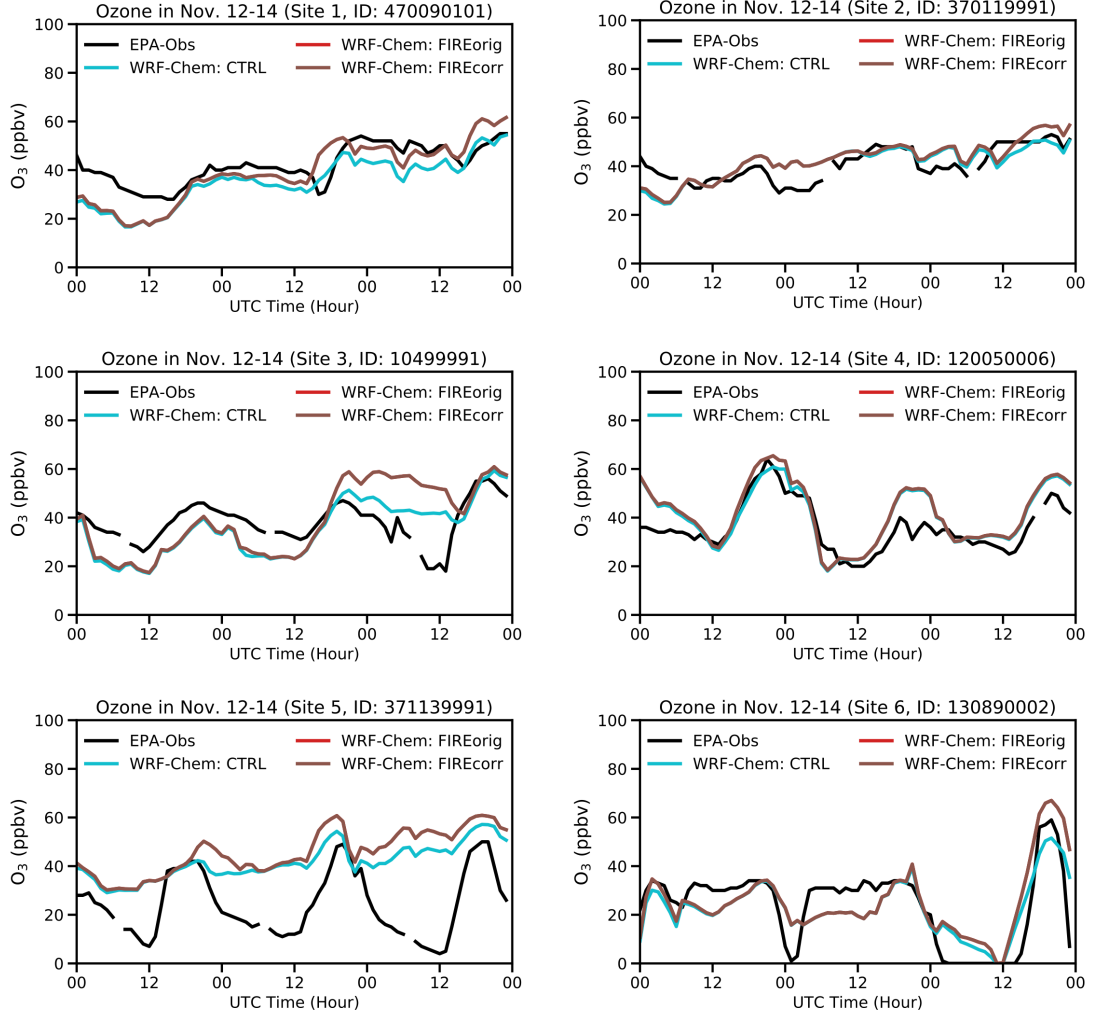 Ozone in Nov. 12-14 (Site 1, ID: 470090101)
100
80
60
40
20
0
O3 (ppbv)
EPA-Obs
WRF-Chem: CTRL
WRF-Chem: FIREorig
WRF-Chem: FIREcorr
00 12 00 12 00 12 00
UTC Time (Hour)
Ozone in Nov. 12-14 (Site 2, ID: 370119991)
100
80
60
40
20
0
O3 (ppbv)
EPA-Obs
WRF-Chem: CTRL
WRF-Chem: FIREorig
WRF-Chem: FIREcorr
00 12 00 12 00 12 00
UTC Time (Hour)
Ozone in Nov. 12-14 (Site 3, ID: 10499991)
100
80
60
40
20
0
O3 (ppbv)
EPA-Obs
WRF-Chem: CTRL
WRF-Chem: FIREorig
WRF-Chem: FIREcorr
00 12 00 12 00 12 00
UTC Time (Hour)
Ozone in Nov. 12-14 (Site 4, ID: 120050006)
100
80
60
40
20
0
O3 (ppbv)
EPA-Obs
WRF-Chem: CTRL
WRF-Chem: FIREorig
WRF-Chem: FIREcorr
00 12 00 12 00 12 00
UTC Time (Hour)
Ozone in Nov. 12-14 (Site 5, ID: 371139991)
100
80
60
40
20
0
O3 (ppbv)
EPA-Obs
WRF-Chem: CTRL
WRF-Chem: FIREorig
WRF-Chem: FIREcorr
00 12 00 12 00 12 00
UTC Time (Hour)
Ozone in Nov. 12-14 (Site 6, ID: 130890002)
100
80
60
40
20
0
O3 (ppbv)
EPA-Obs
WRF-Chem: CTRL
WRF-Chem: FIREorig
WRF-Chem: FIREcorr
00 12 00 12 00 12 00
UTC Time (Hour)